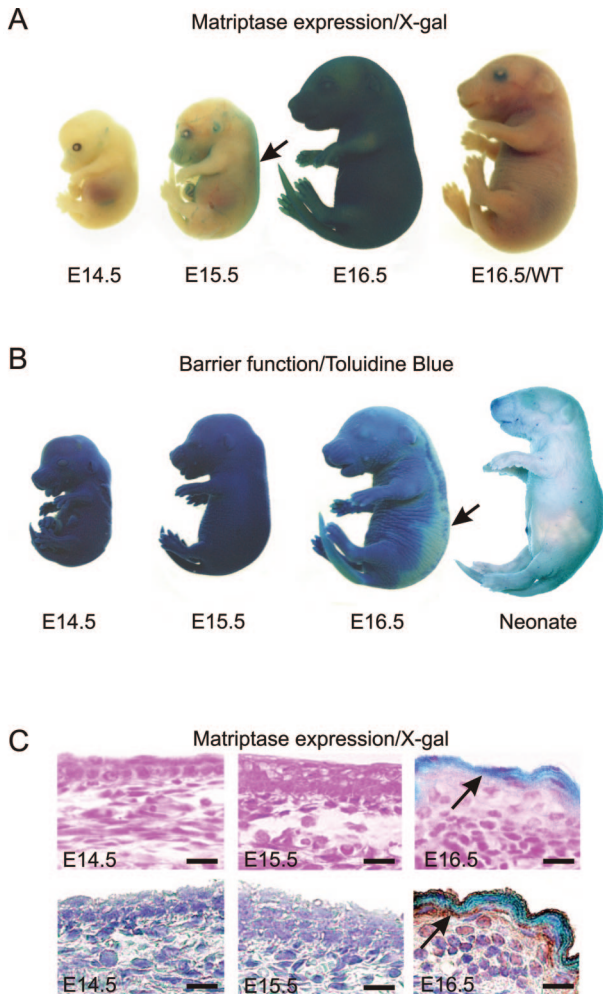 A
Matriptase expression/X-gal
E14.5 E15.5 E16.5 E16.5/WT
B
Barrier function/Toluidine Blue
E14.5 E15.5 E16.5 Neonate
C
Matriptase expression/X-gal
E14.5 E15.5 E16.5
E14.5 E15.5 E16.5